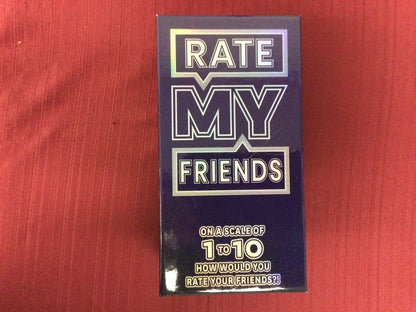 RATE
MY
FRIENDS
ON A SCALE OF
1 TO 10
HOW WOULD YOU
RATE YOUR FRIENDS?!